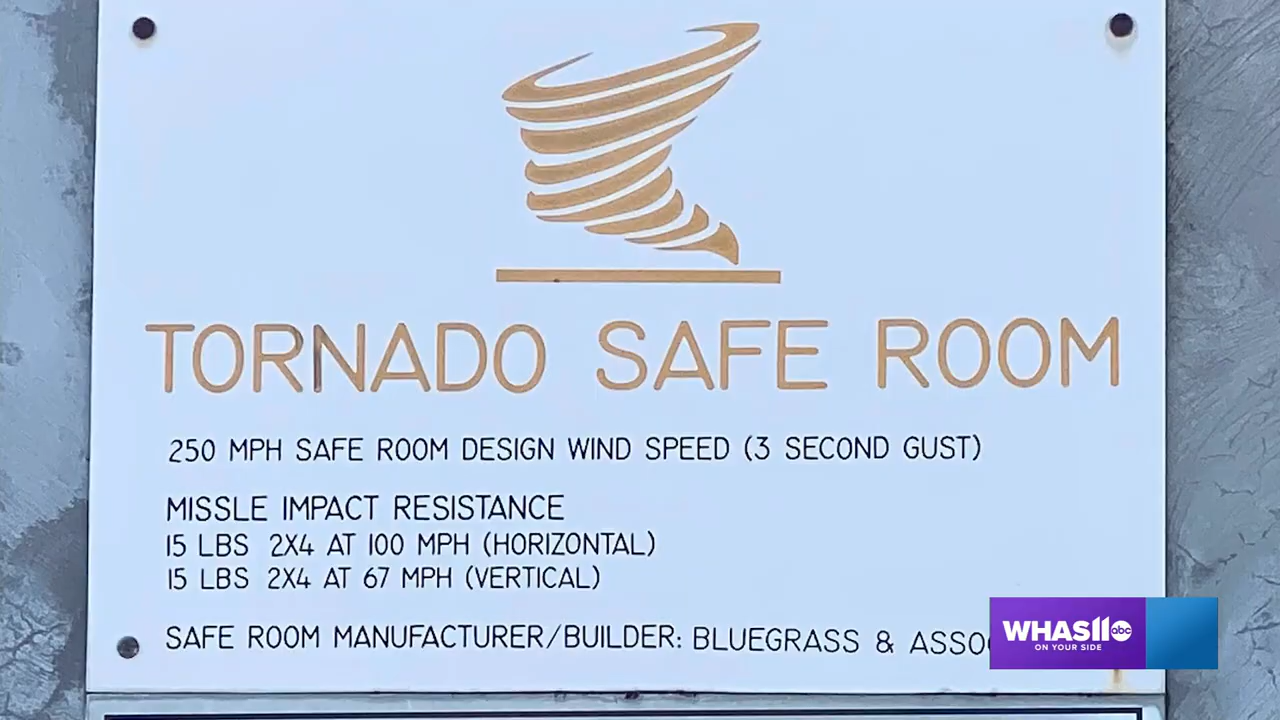 TORNADO SAFE ROOM
250 MPH SAFE ROOM DESIGN WIND SPEED (3 SECOND GUST)
MISSLE IMPACT RESISTANCE
15 LBS 2X4 AT 100 MPH (HORIZONTAL)
15 LBS 2X4 AT 67 MPH (VERTICAL)
SAFE ROOM MANUFACTURER/BUILDER: BLUEGRASS &
WHAS11 abc
ON YOUR SIDE